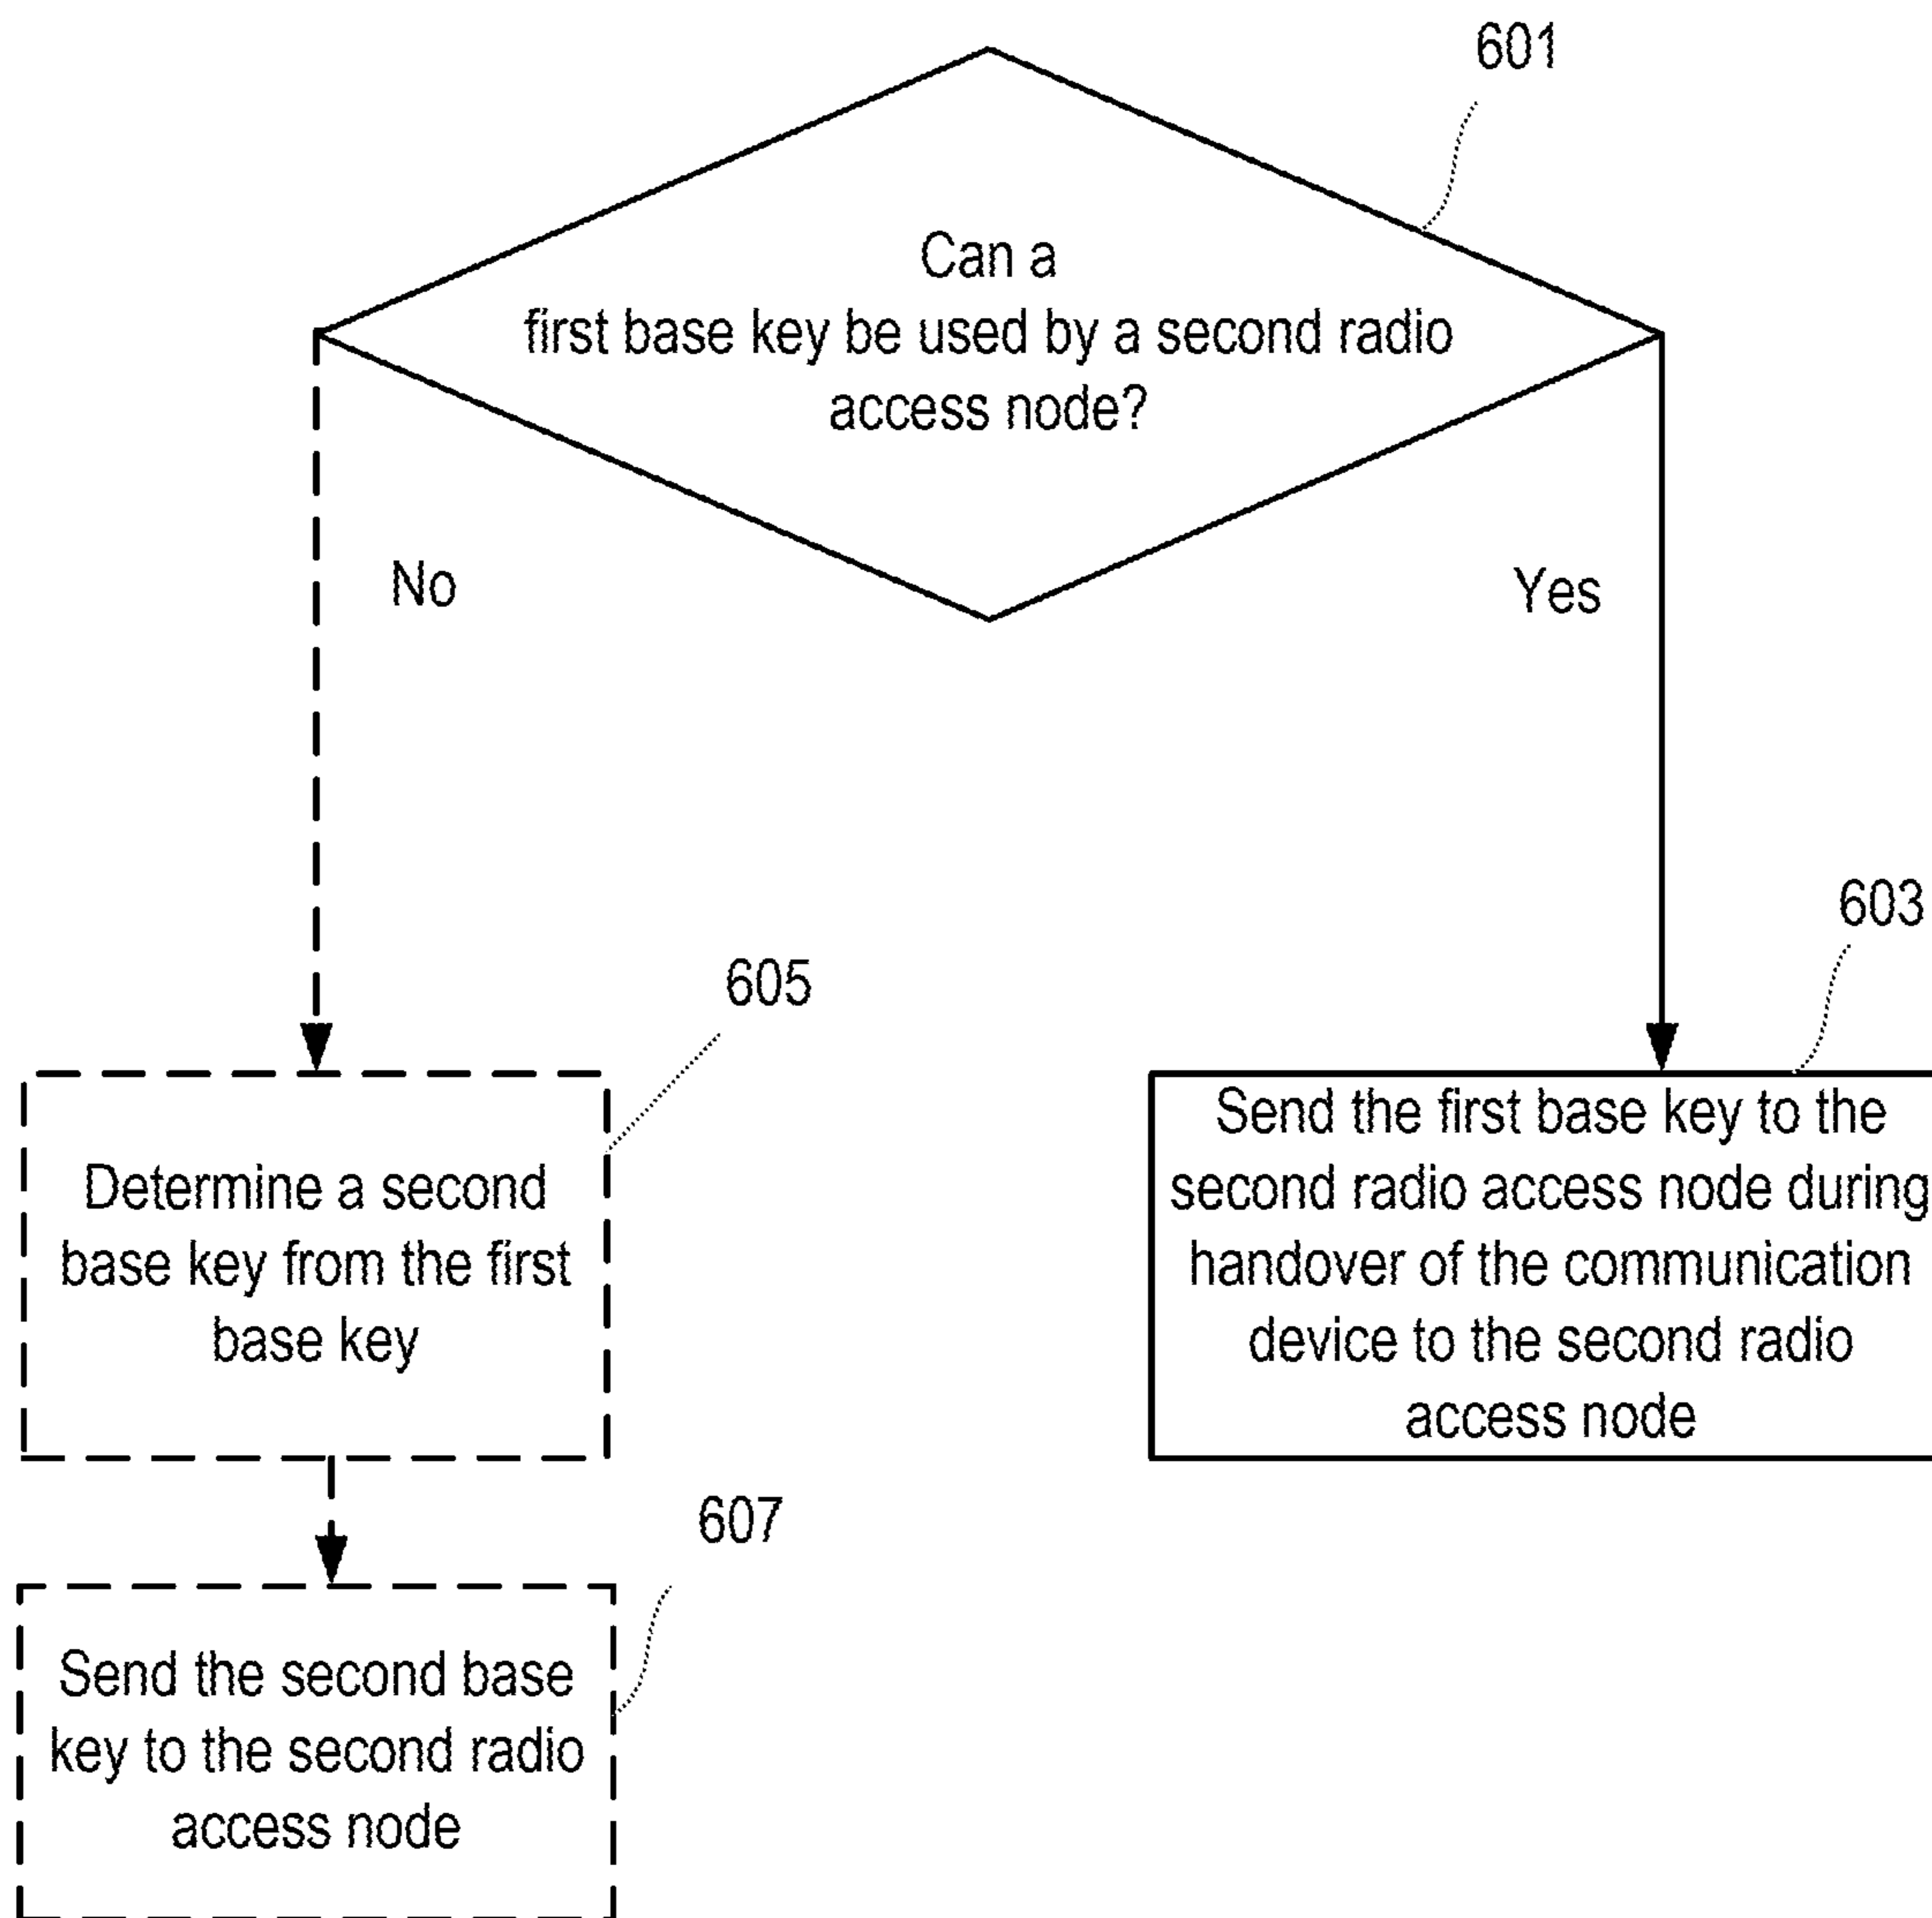 601
Can a
first base key be used by a second radio
access node?
No
Yes
603
605
Determine a second
base key from the first
base key
Send the first base key to the
second radio access node during
handover of the communication
device to the second radio
access node
607
Send the second base
key to the second radio
access node